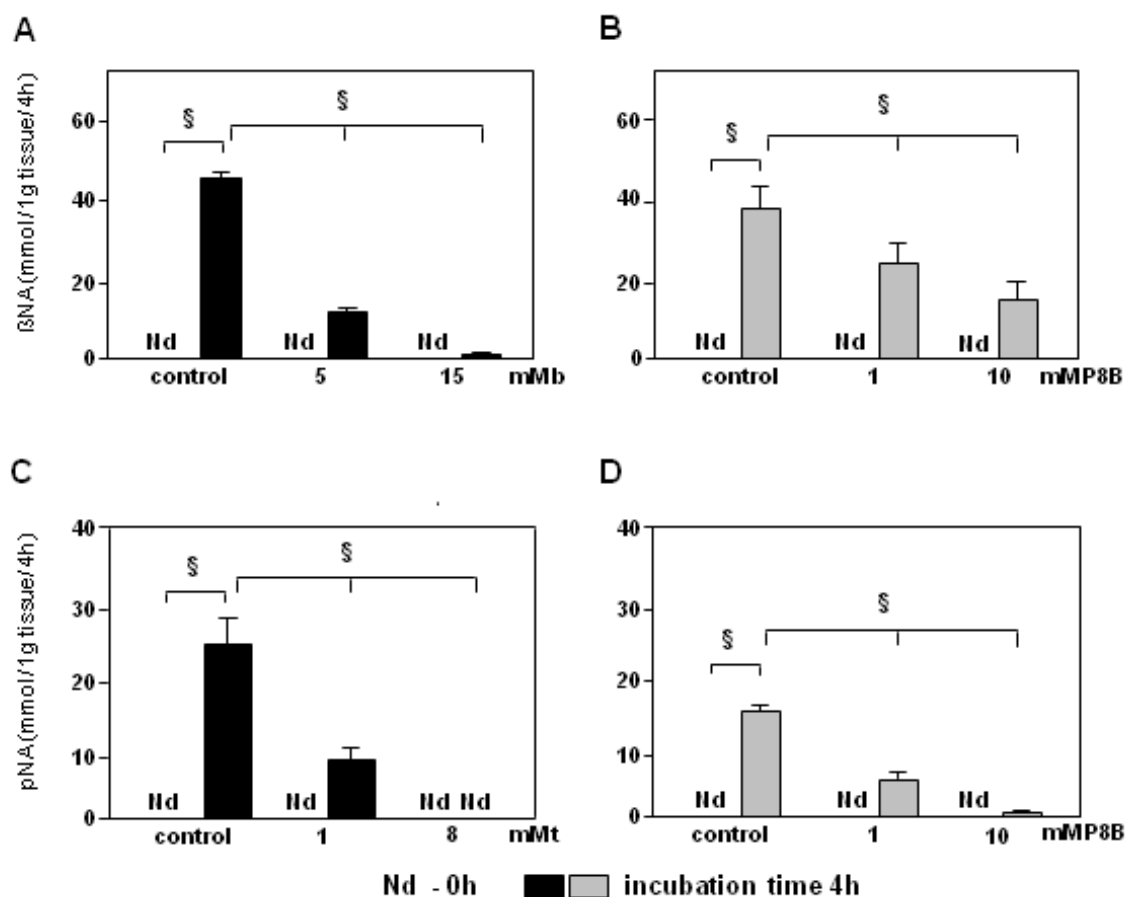 A
ßNA(mmol/1g tissue/4h)
60
40
20
0
§
§
Nd
Nd
Nd
control
5
15
mMb
B
60
40
20
0
§
§
Nd
Nd
Nd
control
1
10
mMP8B
C
pNA(mmol/1g tissue/4h)
40
30
20
10
0
§
§
Nd
Nd
Nd Nd
control
1
8
mMt
D
40
30
20
10
0
§
§
Nd
Nd
Nd
control
1
10
mMP8B
Nd - 0h
incubation time 4h